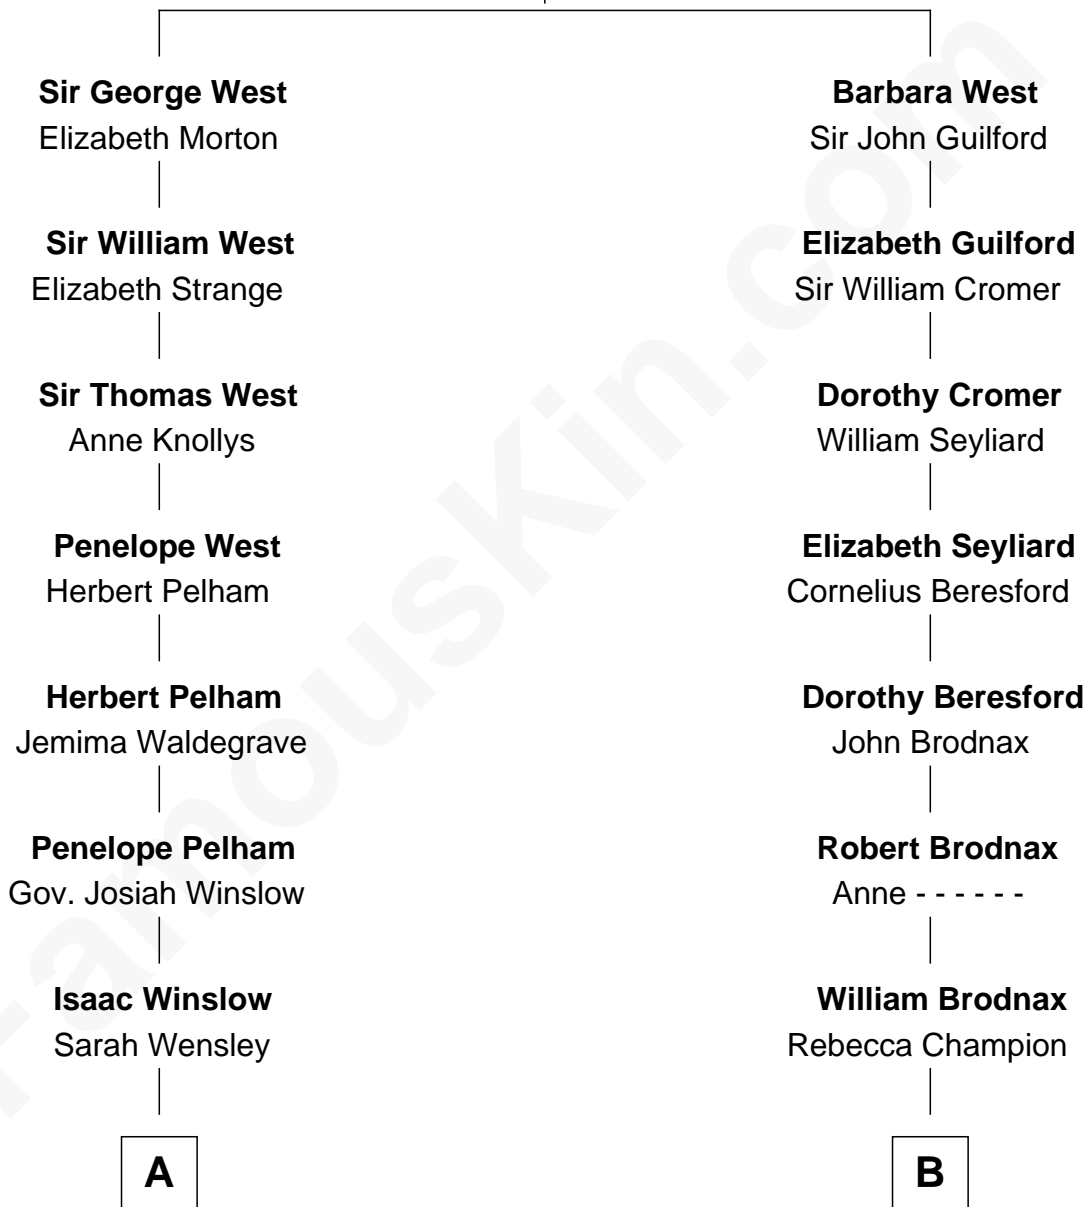 Sir George West
Elizabeth Morton
Sir William West
Elizabeth Strange
Sir Thomas West
Anne Knollys
Penelope West
Herbert Pelham
Herbert Pelham
Jemima Waldegrave
Penelope Pelham
Gov. Josiah Winslow
Isaac Winslow
Sarah Wensley
A
Barbara West
Sir John Guilford
Elizabeth Guilford
Sir William Cromer
Dorothy Cromer
William Seyliard
Elizabeth Seyliard
Cornelius Beresford
Dorothy Beresford
John Brodnax
Robert Brodnax
Anne - - - - - -
William Brodnax
Rebecca Champion
B
FamousKin.com